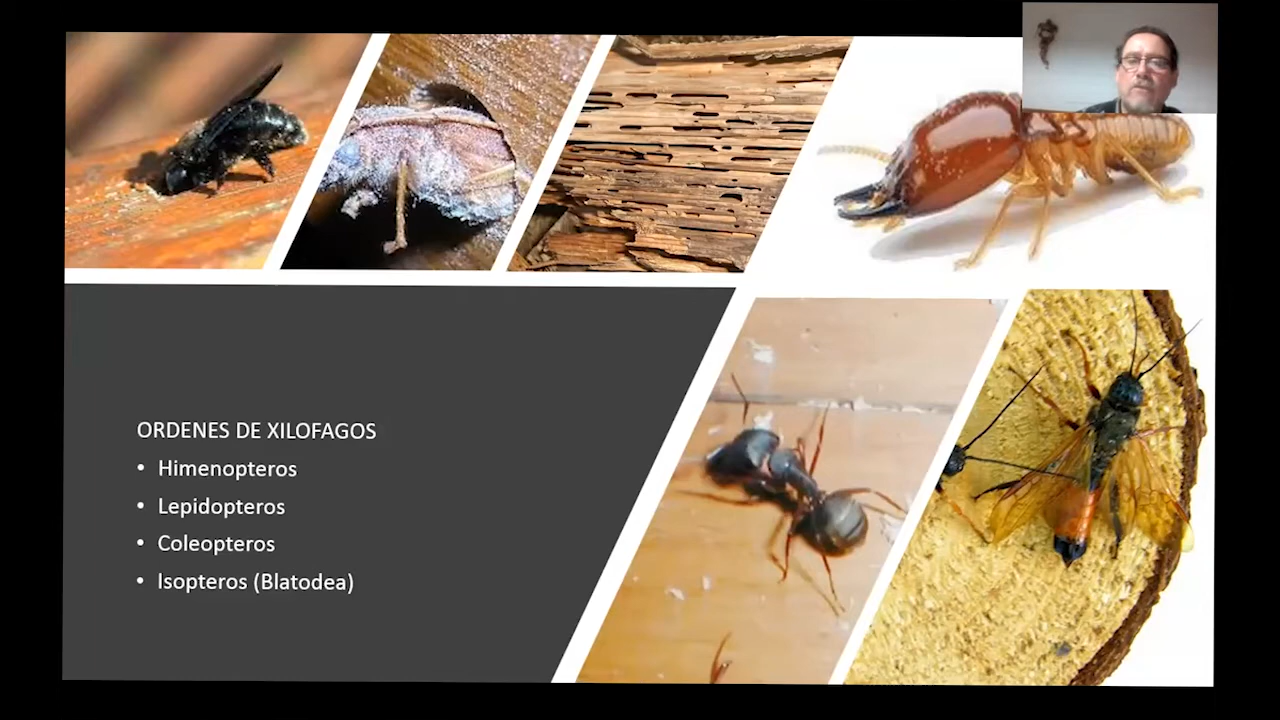 ORDENES DE XILOFAGOS
• Himenopteros
• Lepidopteros
• Coleopteros
• Isopteros (Blatodea)